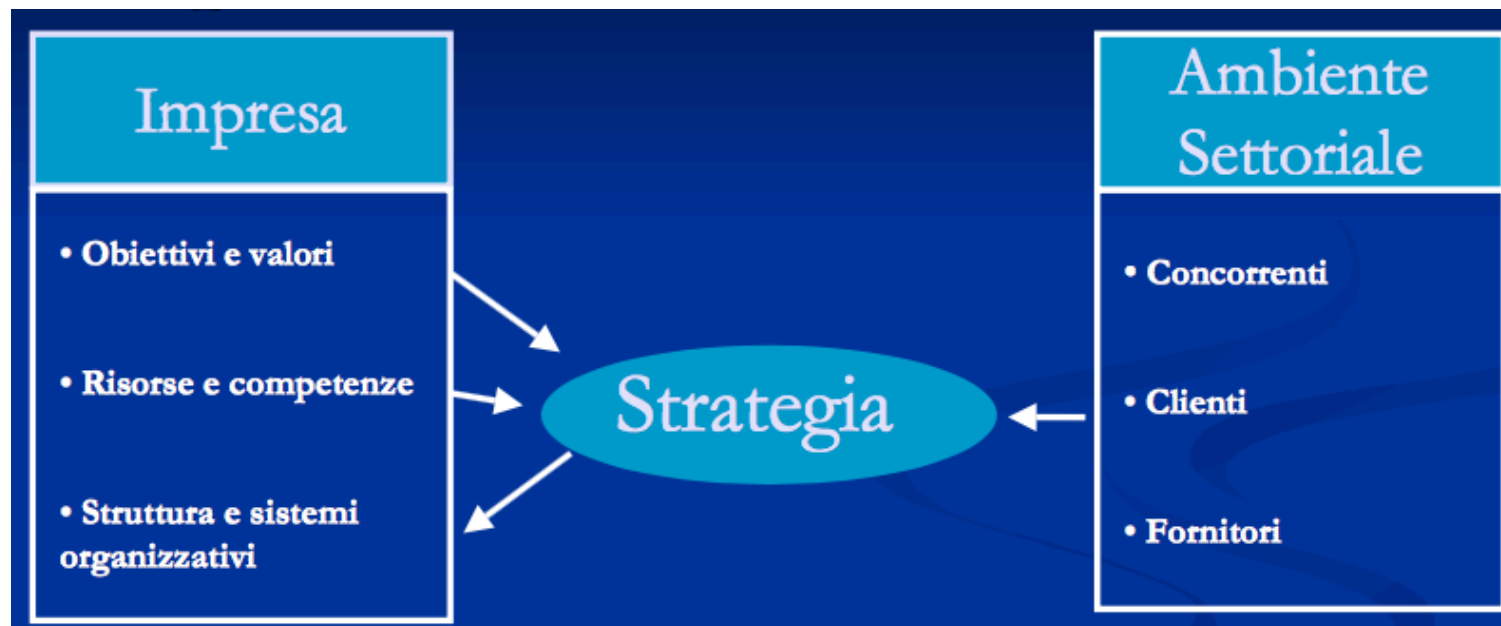 Impresa
• Obiettivi e valori
• Risorse e competenze
• Struttura e sistemi
organizzativi
Strategia
Ambiente
Settoriale
• Concorrenti
• Clienti
• Fornitori